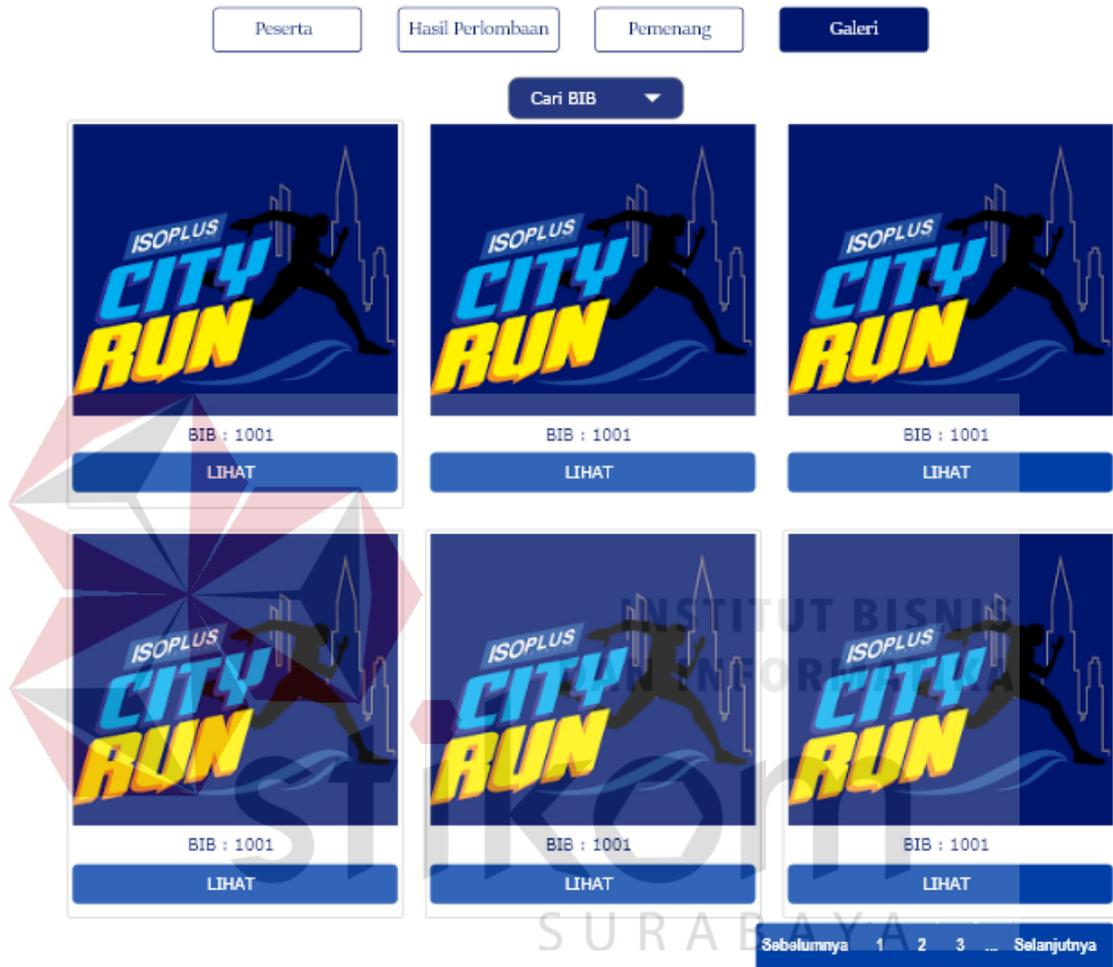 Peserta Hasil Perlombaan Pemenang Galeri
Cari BIB
ISOPLUS ISOPLUS ISOPLUS
CITY CITY CITY
RUN RUN RUN
BIB : 1001 BIB : 1001 BIB : 1001
LIHAT LIHAT LIHAT
INSTITUT BISNIS
ISOPLUS ISOPLUS ISOPLUS
DAN INFORMATIKA
CITY CITY CITY
RUN RUN RUN
stikom
BIB : 1001 BIB : 1001 BIB : 1001
LIHAT LIHAT LIHAT
SURABAYA
Sebelumnya 1 2 3 ... Selanjutnya